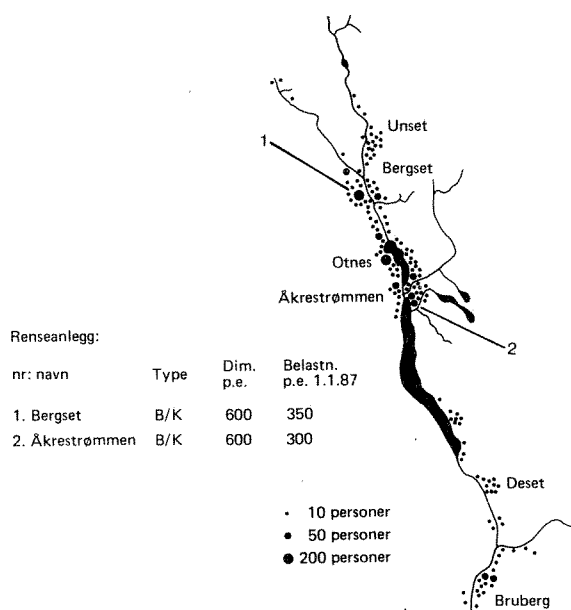 Unset
1
Bergset
Otnes
Åkrestrømmen
2
Renseanlegg:
nr: navn Type Dim. p.e. Belastn. p.e. 1.1.87
1. Bergset B/K 600 350
2. Åkrestrømmen B/K 600 300
Deset
10 personer
50 personer
200 personer
Bruberg